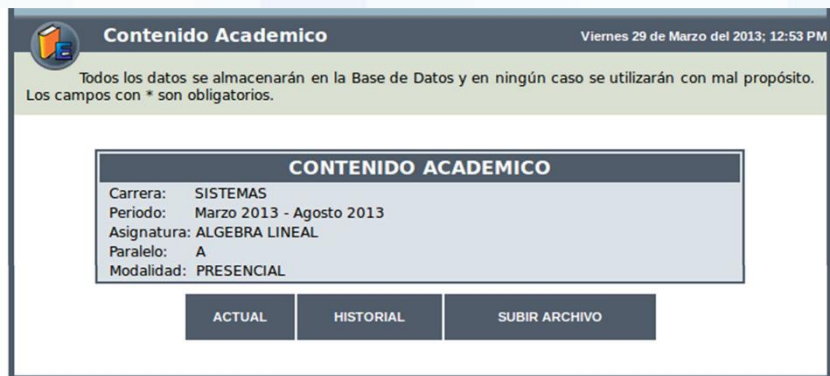 Contenido Academico
Viernes 29 de Marzo del 2013; 12:53 PM
Todos los datos se almacenarán en la Base de Datos y en ningún caso se utilizarán con mal propósito.
Los campos con * son obligatorios.
CONTENIDO ACADEMICO
Carrera: SISTEMAS
Periodo: Marzo 2013 - Agosto 2013
Asignatura: ALGEBRA LINEAL
Paralelo: A
Modalidad: PRESENCIAL
ACTUAL HISTORIAL SUBIR ARCHIVO